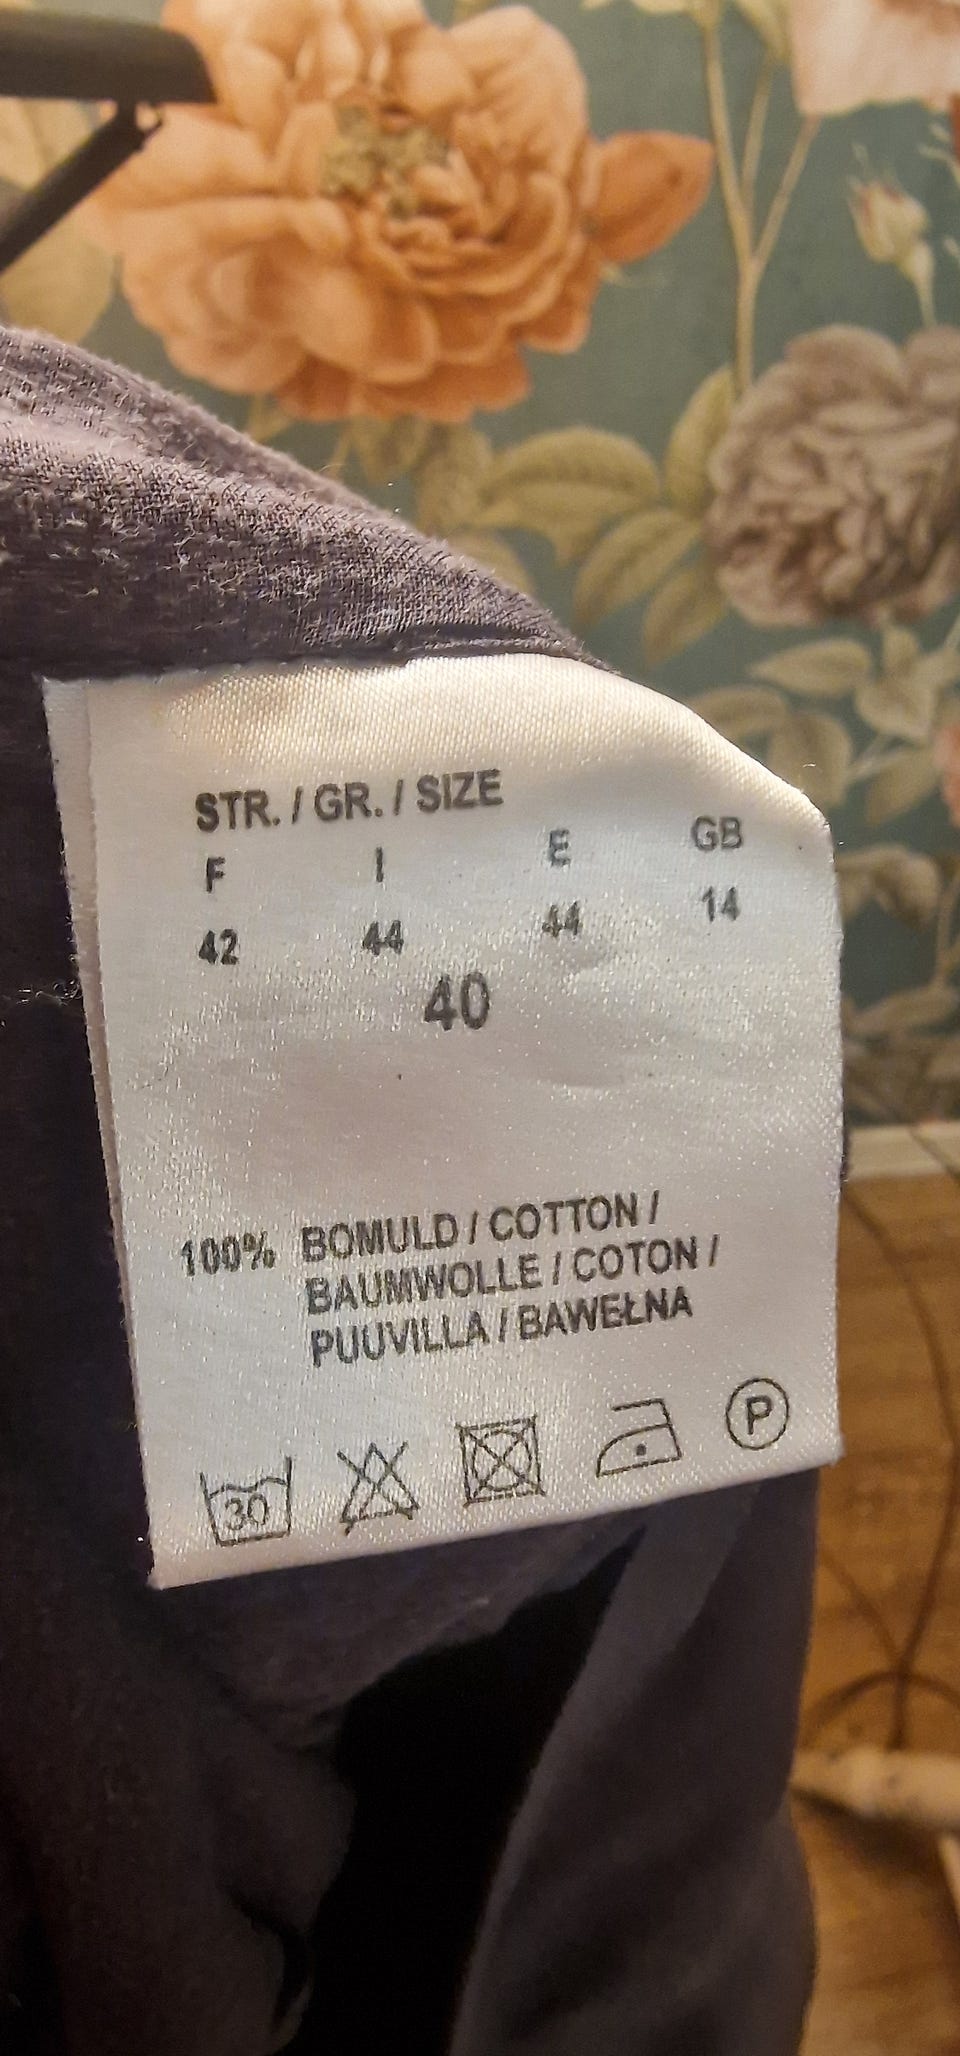 STR. / GR. / SIZE
F I E GB
42 44 44 14
40
100% BOMULD / COTTON /
BAUMWOLLE / COTON /
PUUVILLA / BAWEŁNA
30 P